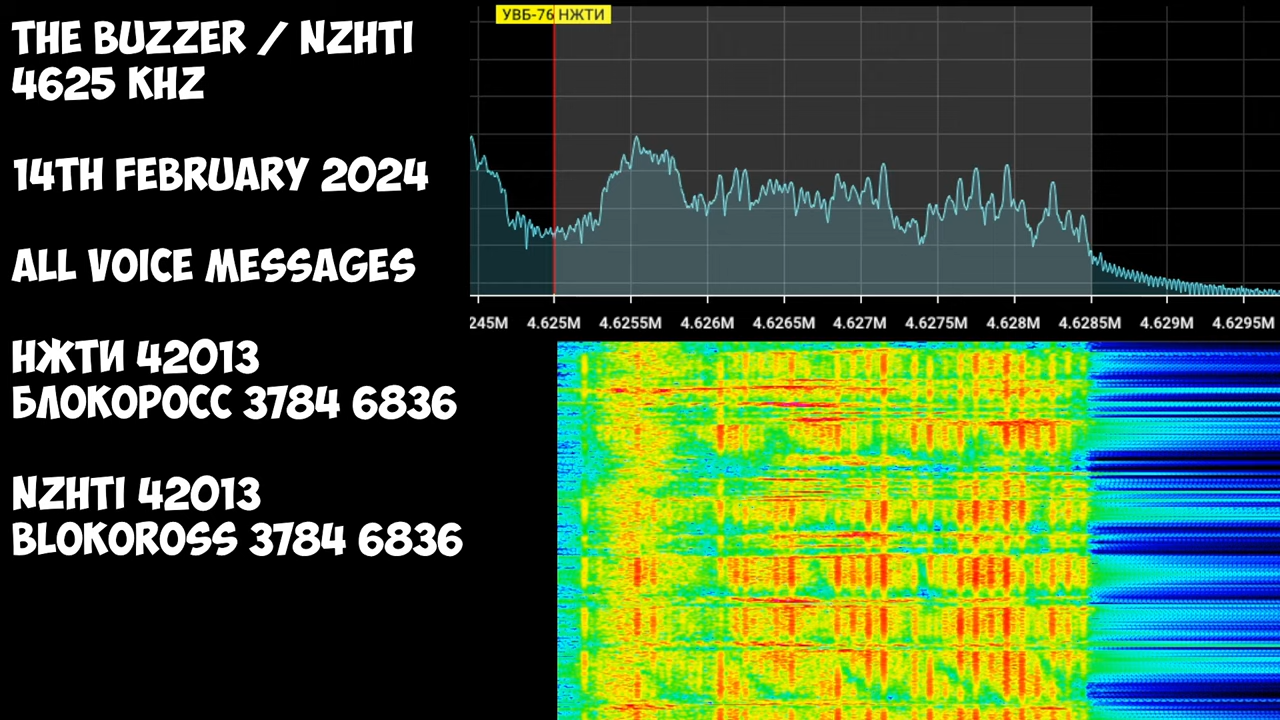 THE BUZZER / NZHTI
4625 KHZ
14TH FEBRUARY 2024
ALL VOICE MESSAGES
НЖТИ 42013
БЛОКОРОСС 3784 6836
NZHTI 42013
BLOKOROSS 3784 6836
УВБ-76 НЖТИ
245M 4.625M 4.6255M 4.626M 4.6265M 4.627M 4.6275M 4.628M 4.6285M 4.629M 4.6295M